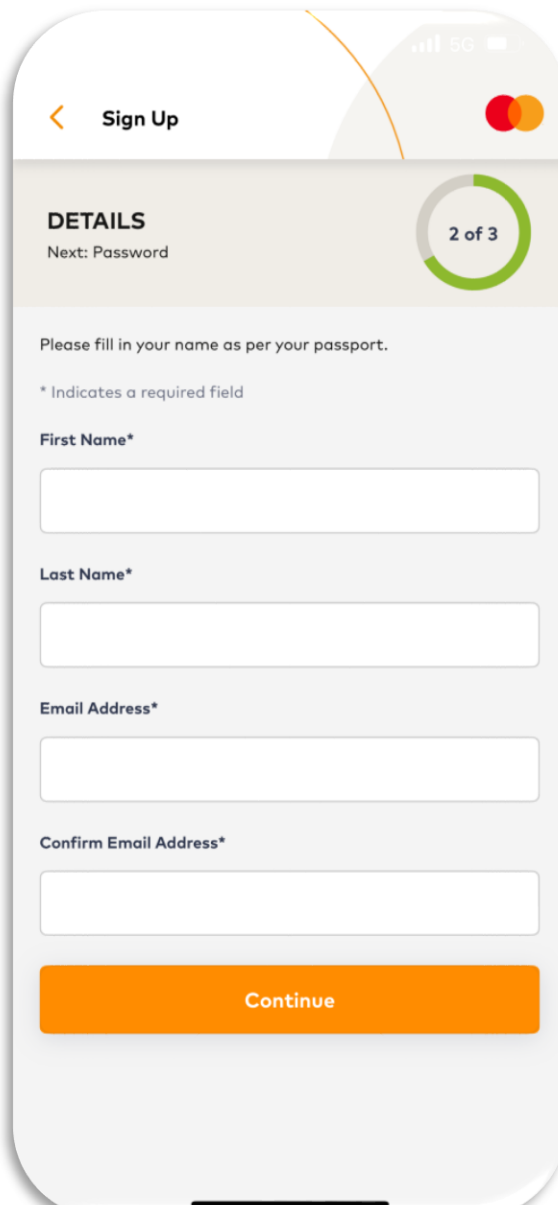 5G
Sign Up
DETAILS
Next: Password
2 of 3
Please fill in your name as per your passport.
* Indicates a required field
First Name*
Last Name*
Email Address*
Confirm Email Address*
Continue